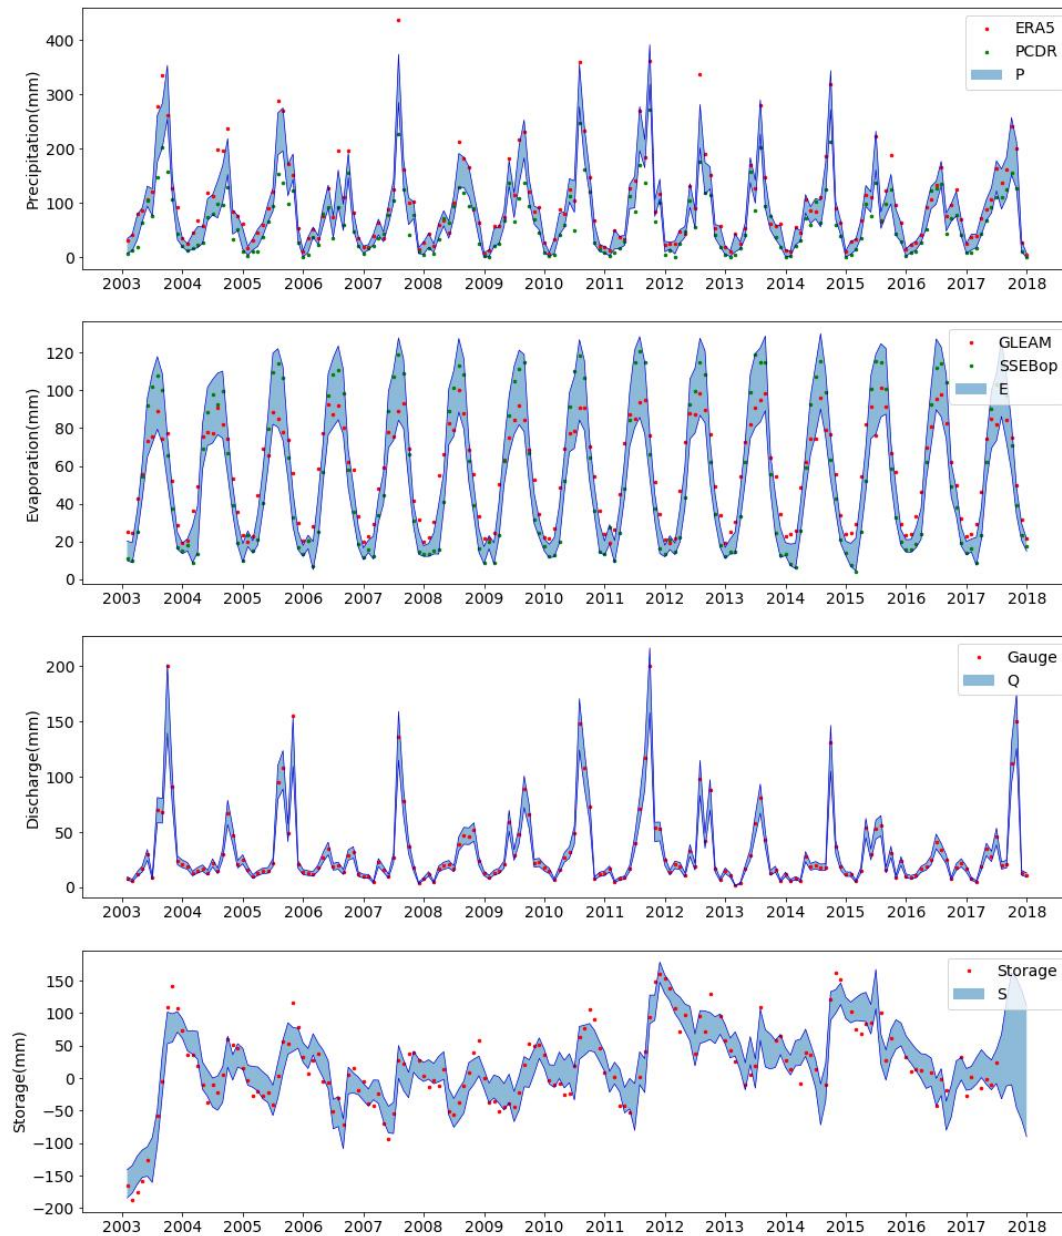 Precipitation(mm)
400
300
200
100
0
ERA5
PCDR
P
2003 2004 2005 2006 2007 2008 2009 2010 2011 2012 2013 2014 2015 2016 2017 2018
Evaporation(mm)
120
100
80
60
40
20
0
GLEAM
SSEBop
E
2003 2004 2005 2006 2007 2008 2009 2010 2011 2012 2013 2014 2015 2016 2017 2018
Discharge(mm)
200
150
100
50
0
Gauge
Q
2003 2004 2005 2006 2007 2008 2009 2010 2011 2012 2013 2014 2015 2016 2017 2018
Storage(mm)
150
100
50
0
−50
−100
−150
−200
Storage
S
2003 2004 2005 2006 2007 2008 2009 2010 2011 2012 2013 2014 2015 2016 2017 2018